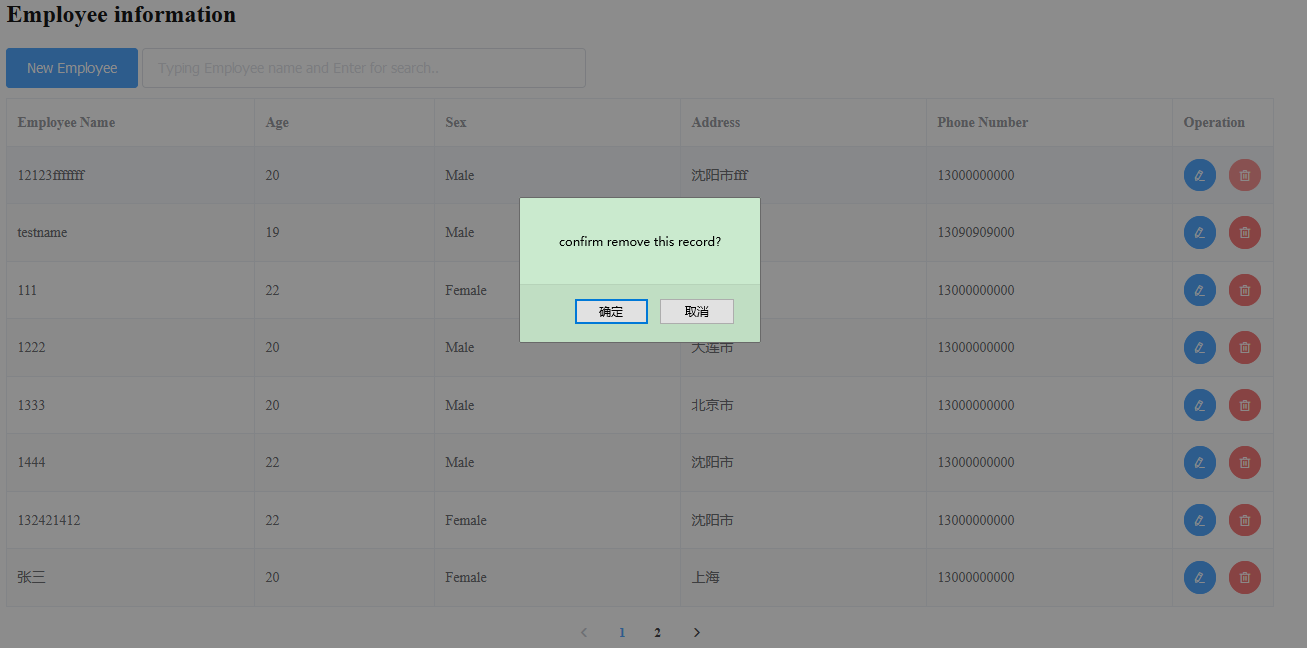 Employee information
New Employee Typing Employee name and Enter for search..
Employee Name Age Sex Address Phone Number Operation
12123fffffff 20 Male 沈阳市fff 13000000000
testname 19 Male 13090909000
confirm remove this record?
111 22 Female 13000000000
确定 取消
1222 20 Male 大连市 13000000000
1333 20 Male 北京市 13000000000
1444 22 Male 沈阳市 13000000000
132421412 22 Female 沈阳市 13000000000
张三 20 Female 上海 13000000000
1 2